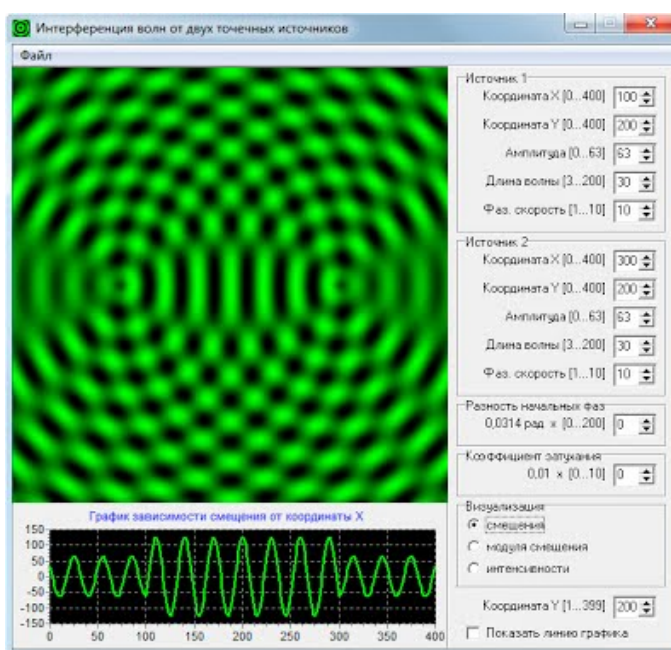 Интерференция волн от двух точечных источников
Файл
Источник 1
Координата X [0...400] 100
Координата Y [0...400] 200
Амплитуда [0...63] 63
Длина волны [3...200] 30
Фаз. скорость [1...10] 10
Источник 2
Координата X [0...400] 300
Координата Y [0...400] 200
Амплитуда [0...63] 63
Длина волны [3...200] 30
Фаз. скорость [1...10] 10
Разность начальных фаз
0,0314 рад x [0...200] 0
Коэффициент затухания
0,01 x [0...10] 0
Визуализация
смещения
модуля смещения
интенсивности
Координата Y [1...399] 200
Показать линию графика
График зависимости смещения от координаты X
150
100
50
0
-50
-100
-150
0 50 100 150 200 250 300 350 400